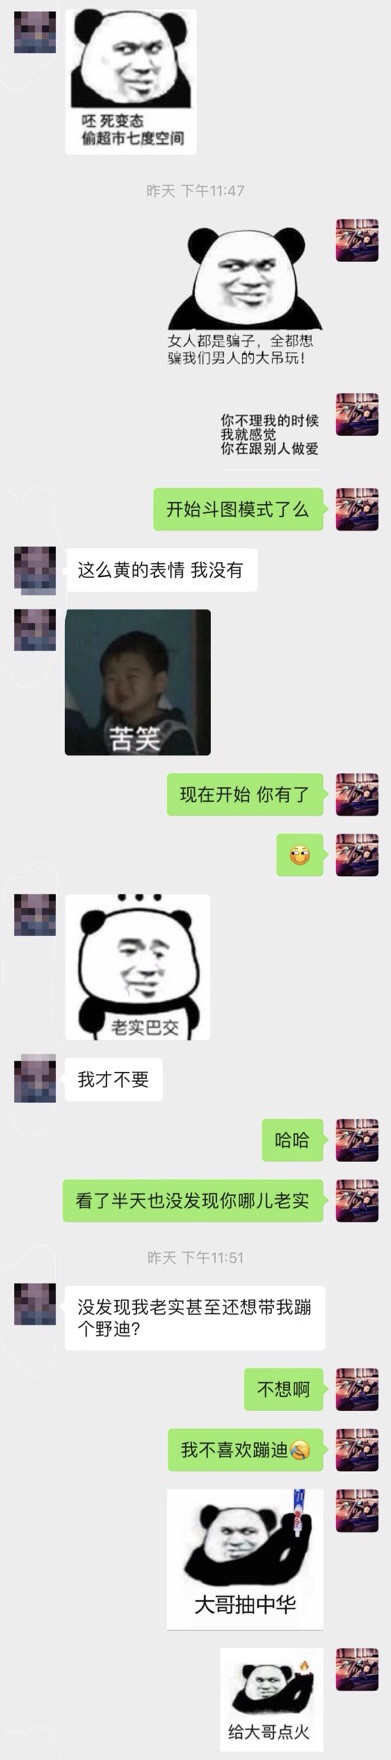 呸 死变态
偷超市七度空间
昨天 下午11:47
女人都是骗子，全都想
骗我们男人的大吊玩!
你不理我的时候
我就感觉
你在跟别人做爱
开始斗图模式了么
这么黄的表情 我没有
苦笑
现在开始 你有了
老实巴交
我才不要
哈哈
看了半天也没发现你哪儿老实
昨天 下午11:51
没发现我老实甚至还想带我蹦
个野迪?
不想啊
我不喜欢蹦迪
大哥抽中华
给大哥点火